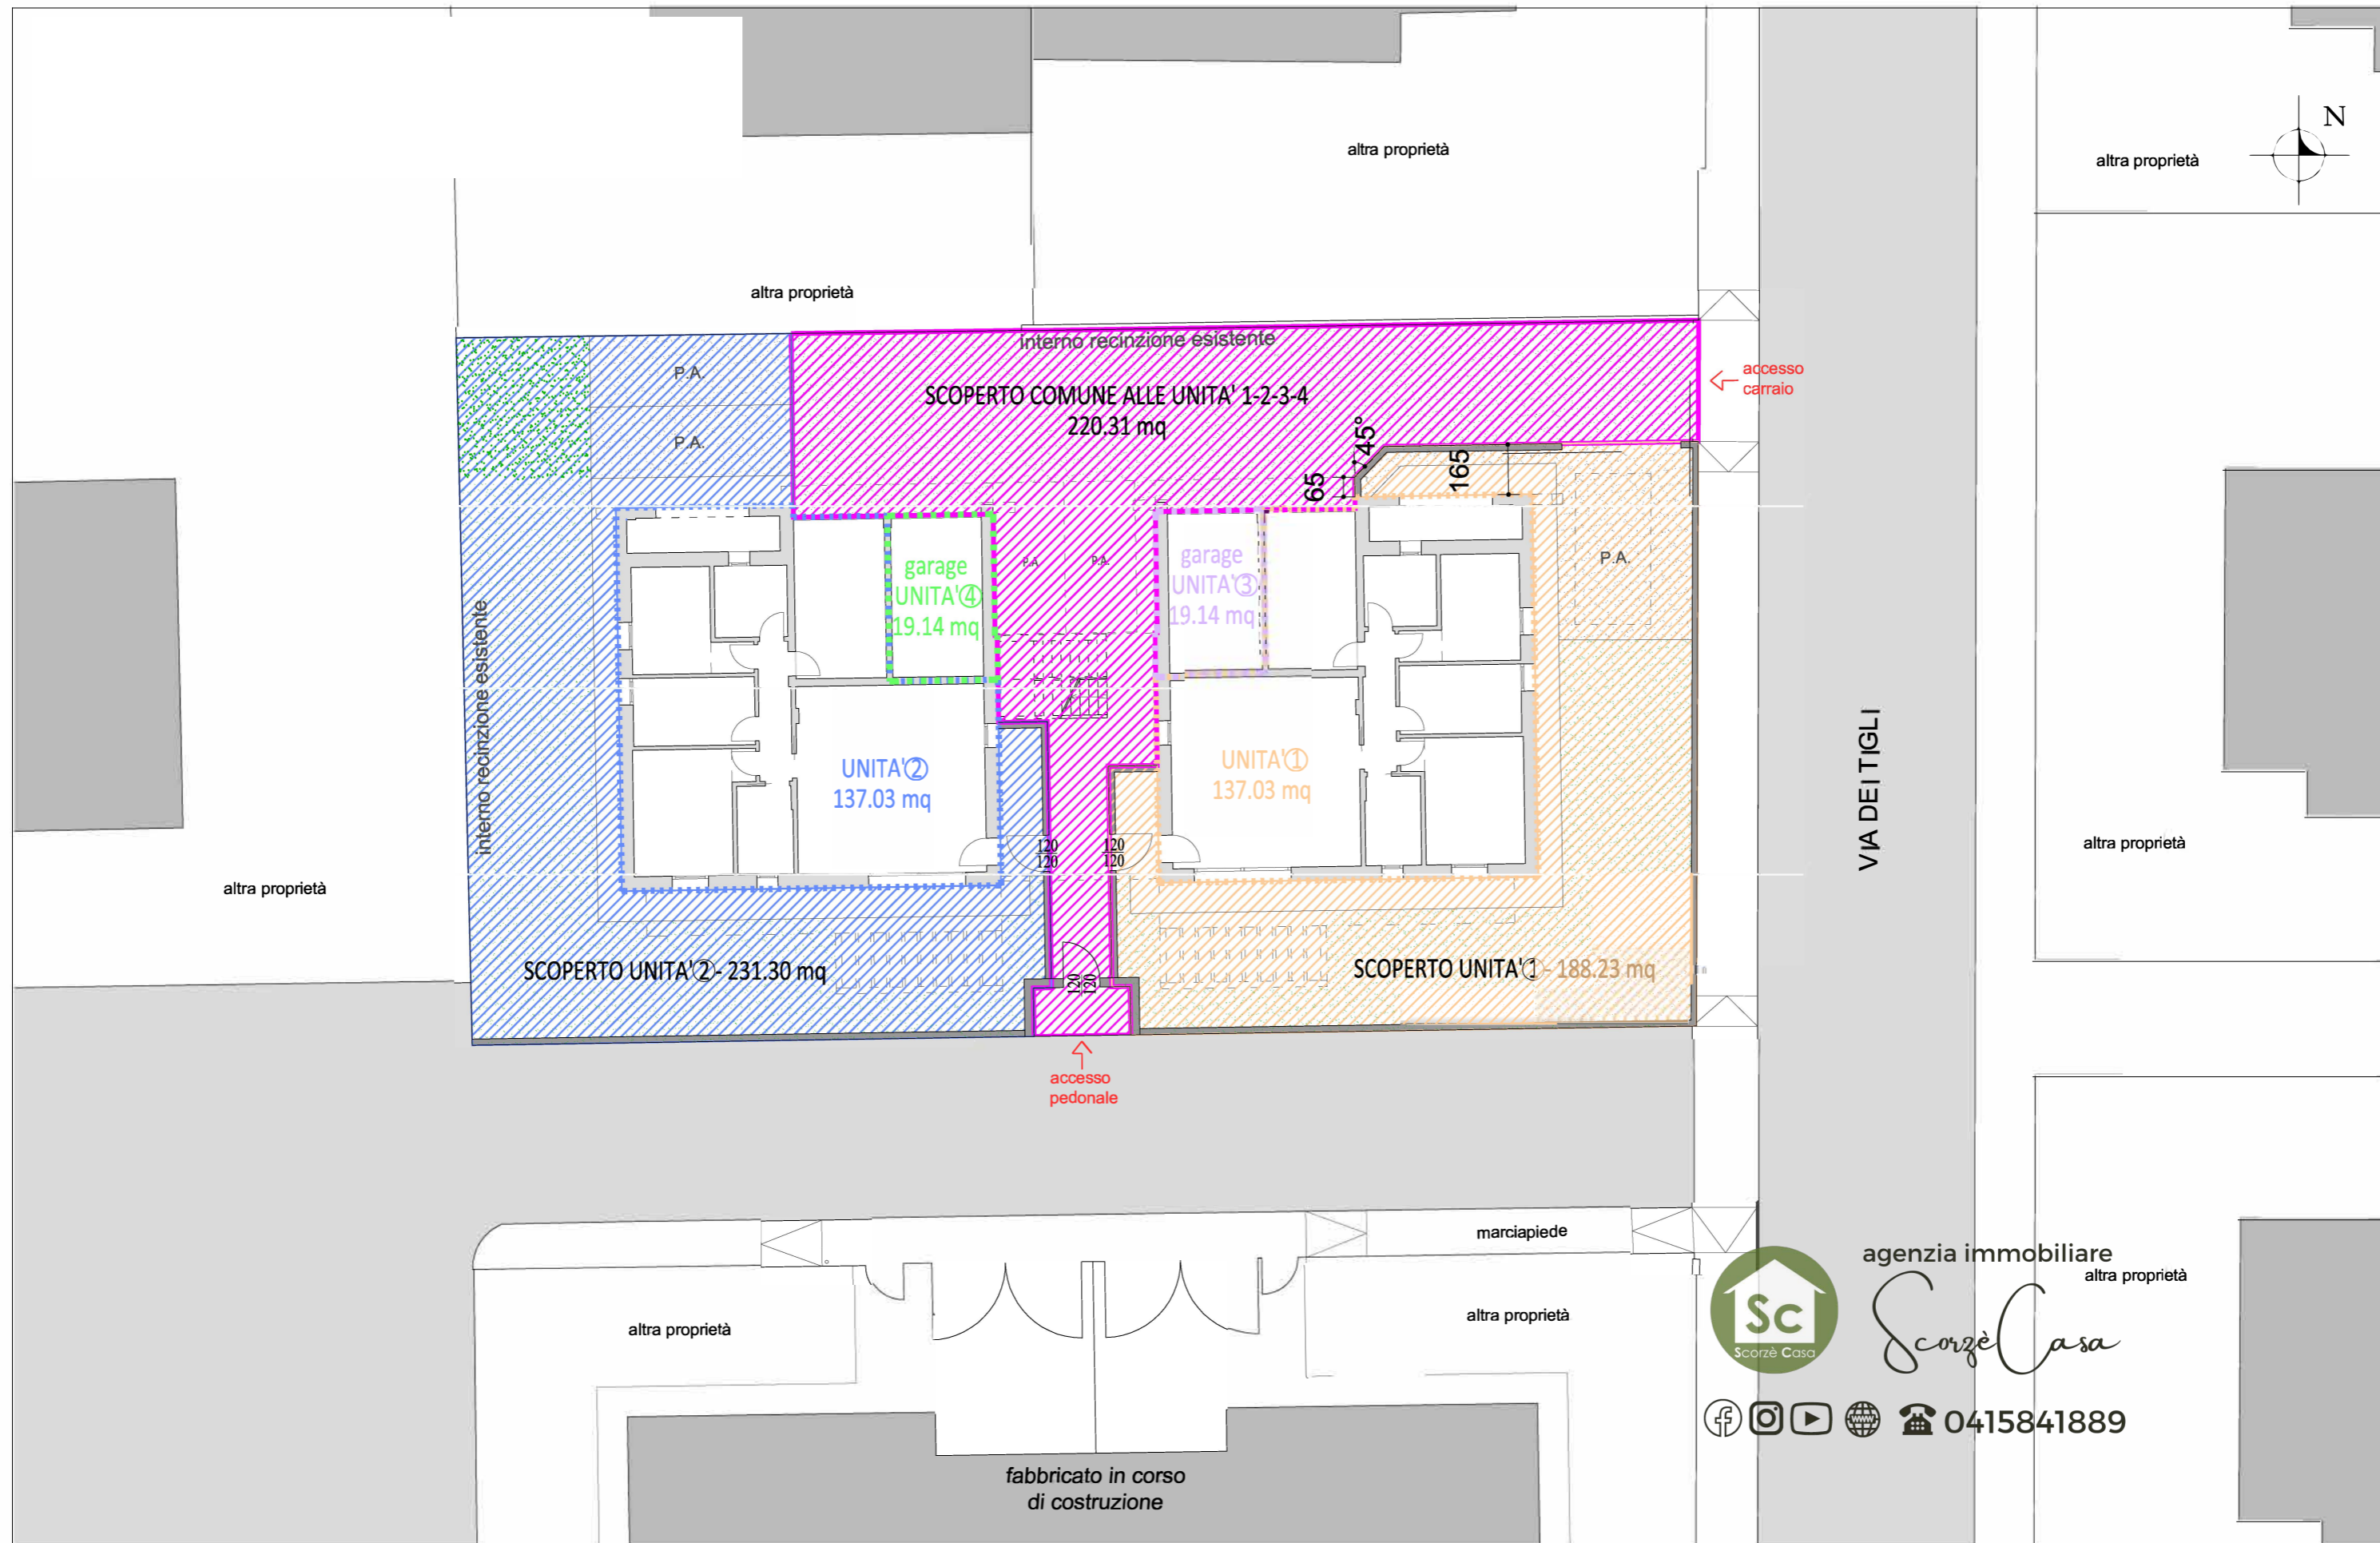 N
altra proprietà
altra proprietà
altra proprietà
interno recinzione esistente
accesso
carraio
P.A.
SCOPERTO COMUNE ALLE UNITA' 1-2-3-4
220.31 mq
P.A.
45°
65
165
garage
UNITA'④
19.14 mq
P.A.
P.A.
garage
UNITA'③
19.14 mq
P.A.
interno recinzione esistente
UNITA'②
137.03 mq
UNITA'①
137.03 mq
VIA DEI TIGLI
120
120
120
120
altra proprietà
altra proprietà
SCOPERTO UNITA'② - 231.30 mq
120
120
SCOPERTO UNITA'① - 188.23 mq
accesso
pedonale
marciapiede
altra proprietà
altra proprietà
agenzia immobiliare
altra proprietà
Sc
Scorzè Casa
Scorzè Casa
www
0415841889
fabbricato in corso
di costruzione